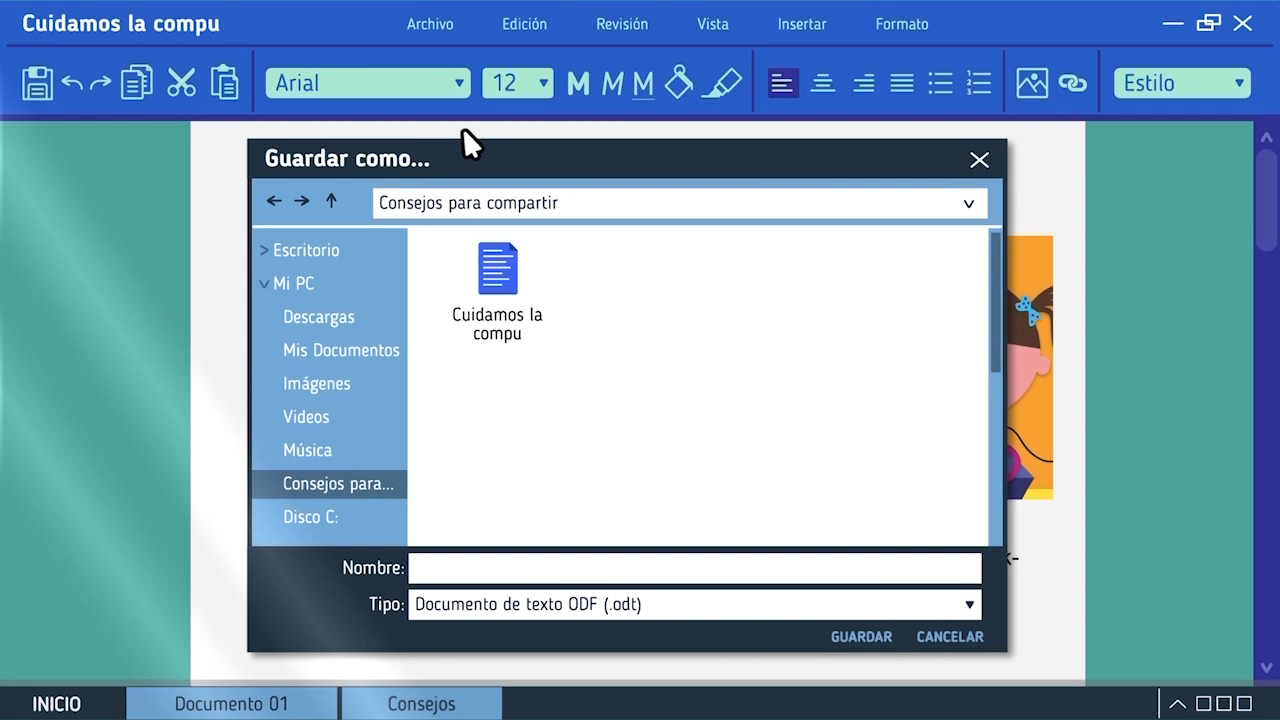 Cuidamos la compu
Archivo Edición Revisión Vista Insertar Formato
Arial 12 M M M Estilo
Guardar como...
Consejos para compartir
Escritorio
Mi PC
Descargas
Mis Documentos
Imágenes
Videos
Música
Consejos para...
Disco C:
Cuidamos la
compu
k-
Nombre:
Tipo: Documento de texto ODF (.odt)
GUARDAR CANCELAR
INICIO Documento 01 Consejos